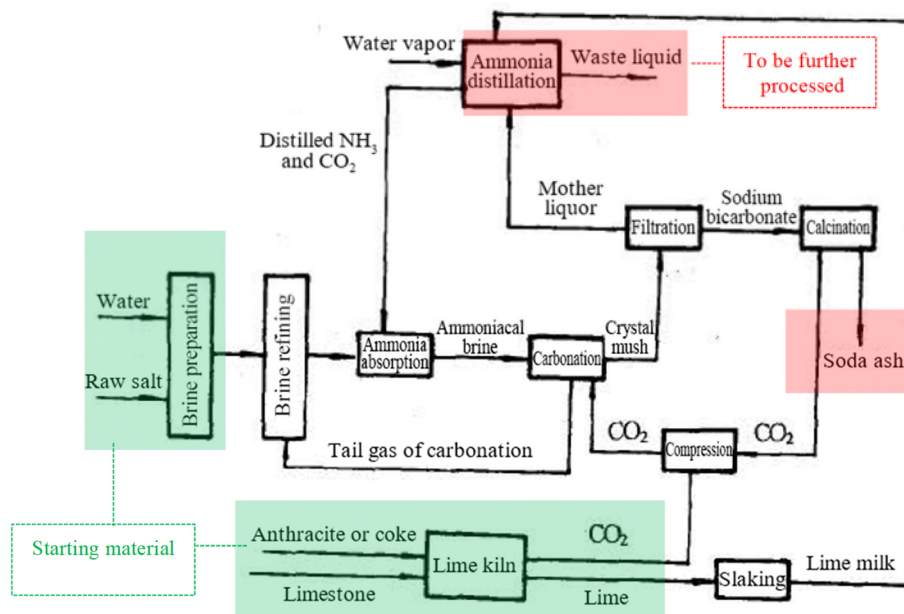 Water vapor
Ammonia
distillation
Waste liquid
To be further
processed
Distilled NH₃
and CO₂
Mother
liquor
Filtration
Sodium
bicarbonate
Calcination
Water
Raw salt
Brine preparation
Brine refining
Ammonia
absorption
Ammoniacal
brine
Carbonation
Crystal
mush
Soda ash
Tail gas of carbonation
CO₂
Compression
CO₂
Starting material
Anthracite or coke
Limestone
Lime kiln
CO₂
Lime
Slaking
Lime milk